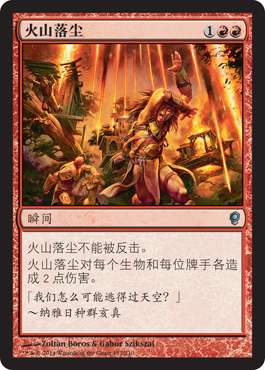 火山落尘
1
瞬间
火山落尘不能被反击。
火山落尘对每个生物和每位牌手各造
成2点伤害。
「我们怎么可能逃得过天空？」
～纳雅日种群亥真
Zoltan Boros & Gabor Szikszai